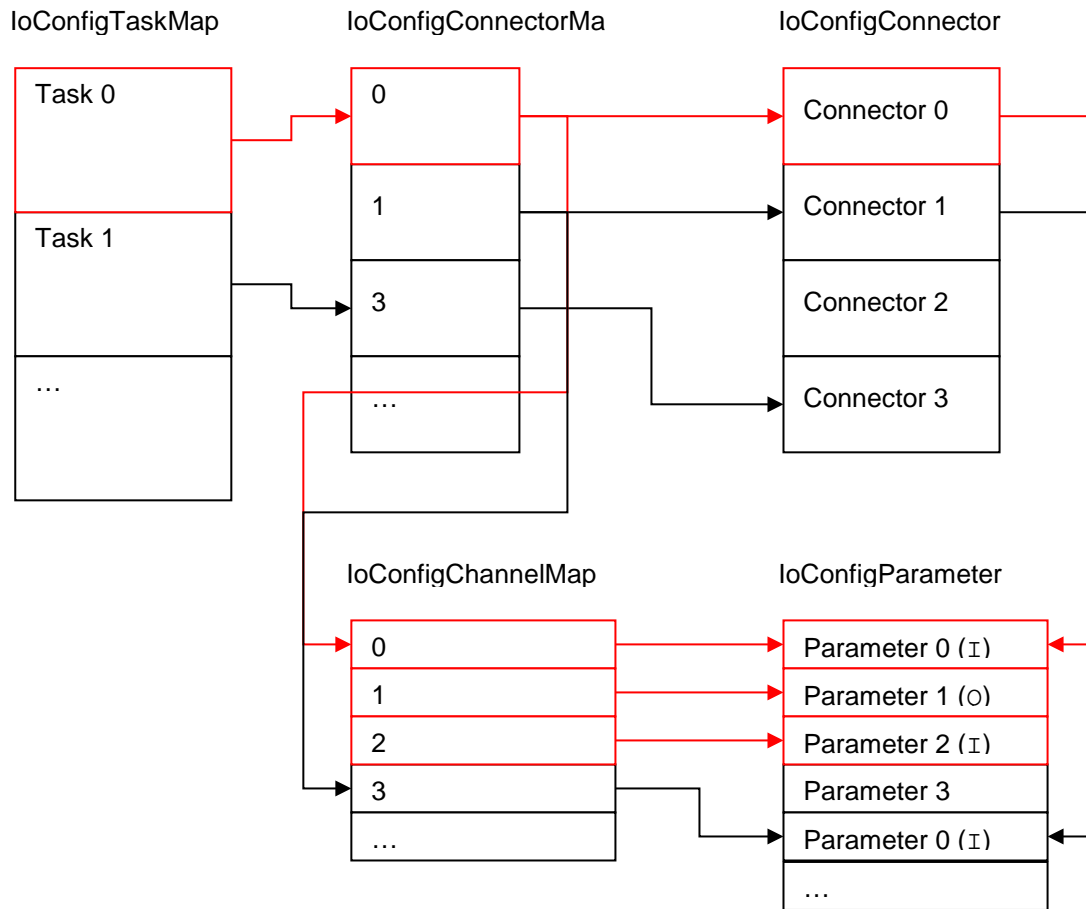 IoConfigTaskMap IoConfigConnectorMa IoConfigConnector
Task 0
0
Connector 0
Task 1
1
Connector 1
3
Connector 2
…
…
Connector 3
IoConfigChannelMap IoConfigParameter
0
Parameter 0 (I)
1
Parameter 1 (O)
2
Parameter 2 (I)
3
Parameter 3
…
Parameter 0 (I)
…